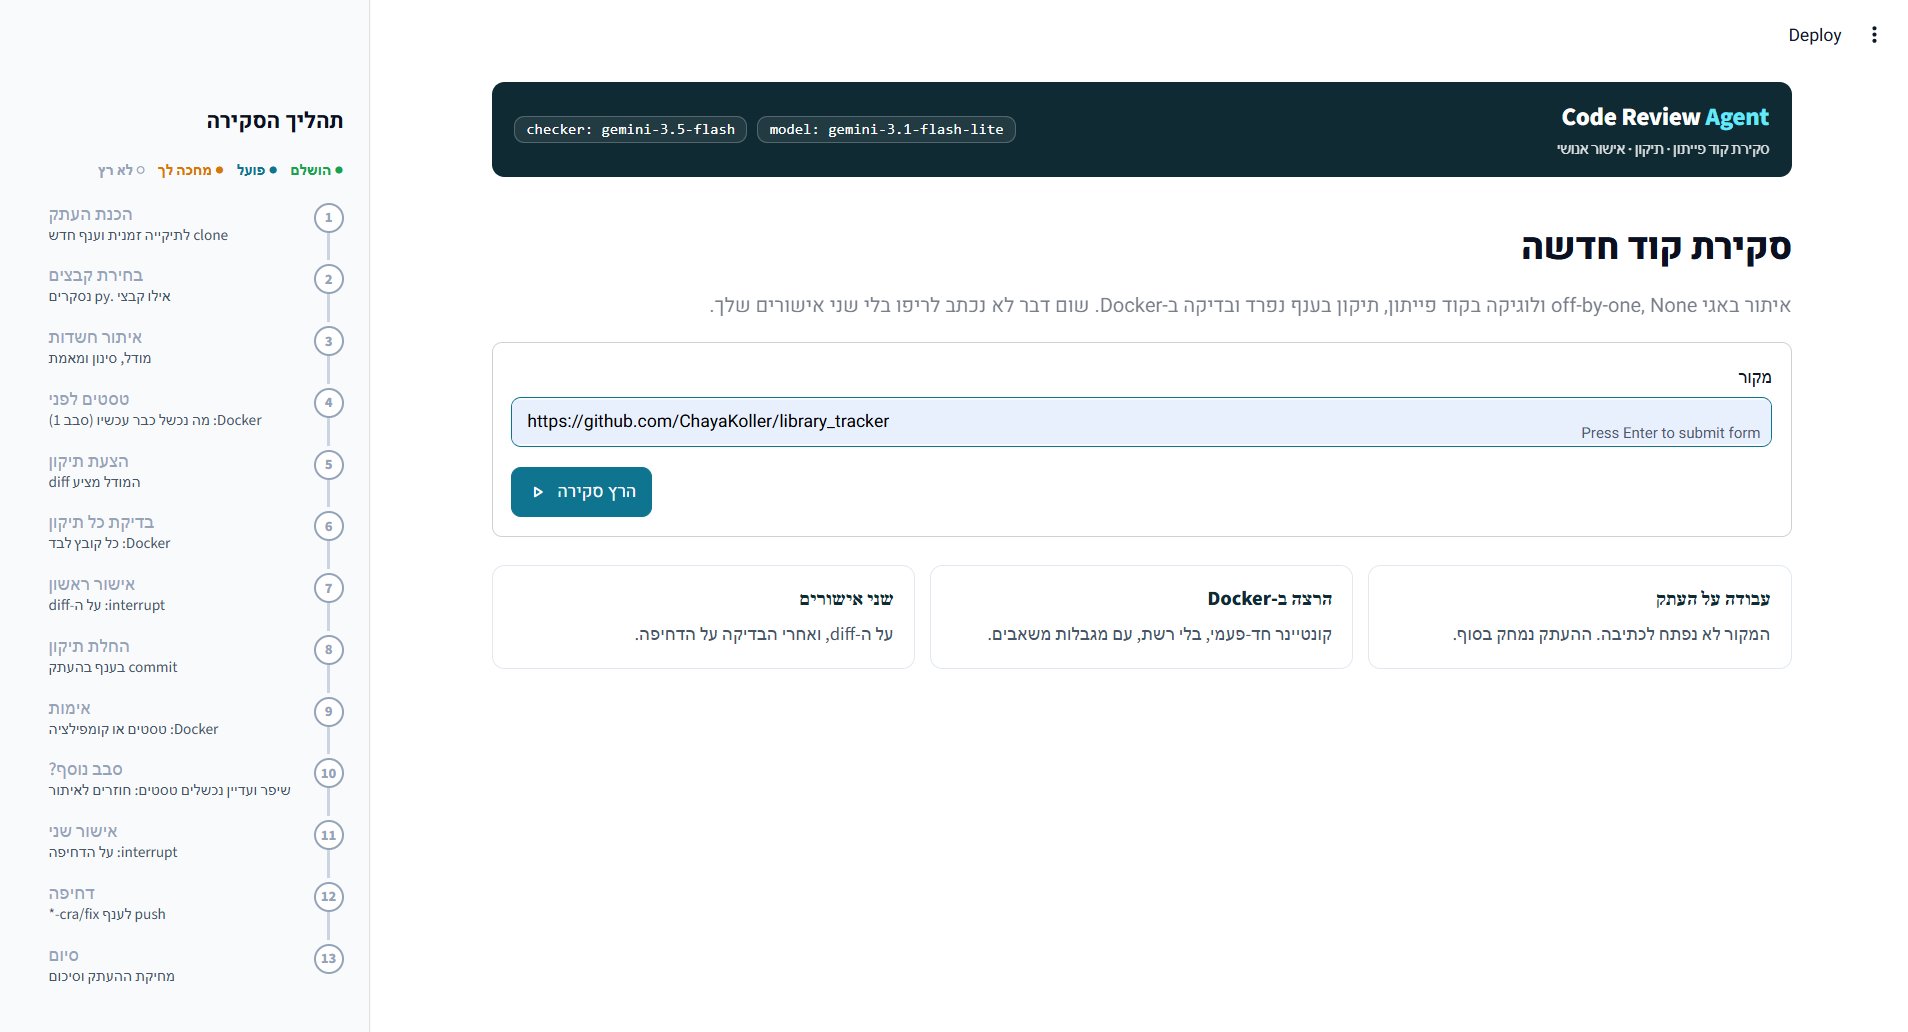 Deploy
Code Review Agent
סקירת קוד פייתון · תיקון · אישור אנושי
model: gemini-3.1-flash-lite
checker: gemini-3.5-flash
תהליך הסקירה
הושלם
פועל
מחכה לך
לא רץ
1
הכנת העתק
clone לתיקייה זמנית וענף חדש
2
בחירת קבצים
אילו קבצי .py נסקרים
3
איתור חשדות
מודל, סינון ומאמת
4
טסטים לפני
Docker: מה נכשל כבר עכשיו (סבב 1)
5
הצעת תיקון
המודל מציע diff
6
בדיקת כל תיקון
Docker: כל קובץ לבד
7
אישור ראשון
interrupt: על ה-diff
8
החלת תיקון
commit בענף בהעתק
9
אימות
Docker: טסטים או קומפילציה
10
סבב נוסף?
שיפר ועדיין נכשלים טסטים: חוזרים לאיתור
11
אישור שני
interrupt: על הדחיפה
12
דחיפה
push לענף cra/fix-*
13
סיום
מחיקת ההעתק וסיכום
סקירת קוד חדשה
איתור באגי off-by-one, None ולוגיקה בקוד פייתון, תיקון בענף נפרד ובדיקה ב-Docker. שום דבר לא נכתב לריפו בלי שני אישורים שלך.
מקור
https://github.com/ChayaKoller/library_tracker
Press Enter to submit form
הרץ סקירה
עבודה על העתק
המקור לא נפתח לכתיבה. ההעתק נמחק בסוף.
הרצה ב-Docker
קונטיינר חד-פעמי, בלי רשת, עם מגבלות משאבים.
שני אישורים
על ה-diff, ואחרי הבדיקה על הדחיפה.